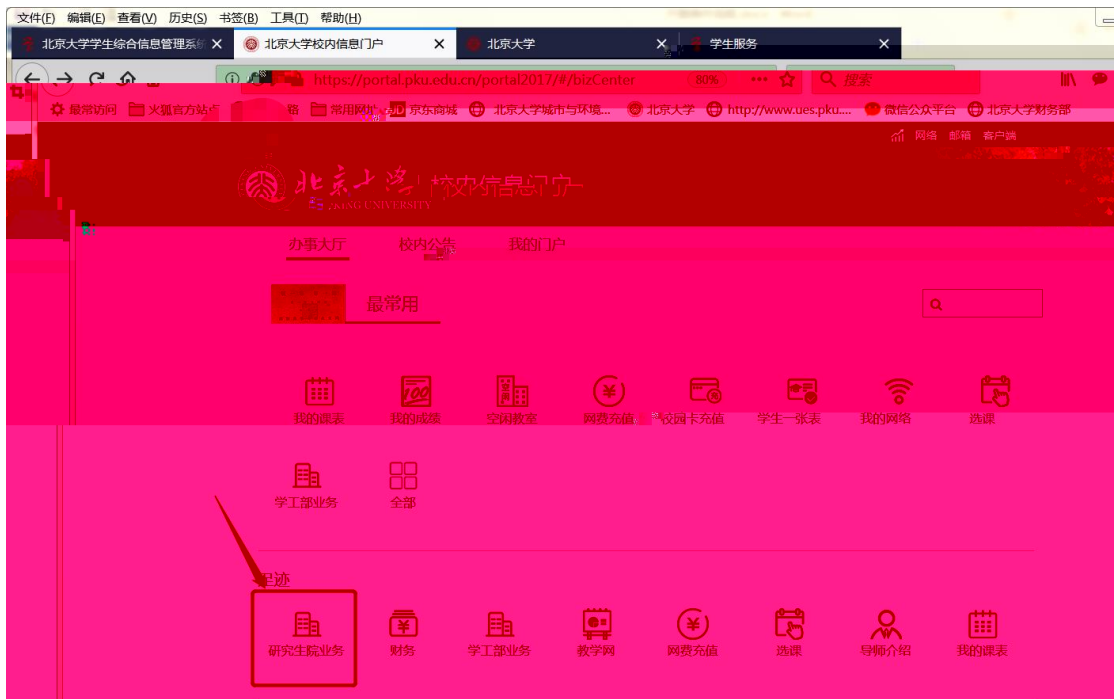 文件(F) 编辑(E) 查看(V) 历史(S) 书签(B) 工具(T) 帮助(H)
北京大学学生综合信息管理系统 × 北京大学校内信息门户 × 北京大学 × 学生服务 ×
https://portal.pku.edu.cn/portal2017/#/bizCenter 80% 搜索
最常访问 火狐官方站点 常用网址 JD 京东商城 北京大学城市与环境... 北京大学 http://www.ues.pku.... 微信公众平台 北京大学财务部
网络 邮箱 客户端
北京大学 校内信息门户
UNIVERSITY
办事大厅 校内公告 我的门户
最常用
我的课表 我的成绩 空闲教室 网费充值 校园卡充值 学生一张表 我的网络 选课
学工部业务 全部
足迹
研究生院业务 财务 学工部业务 教学网 网费充值 选课 导师介绍 我的课表